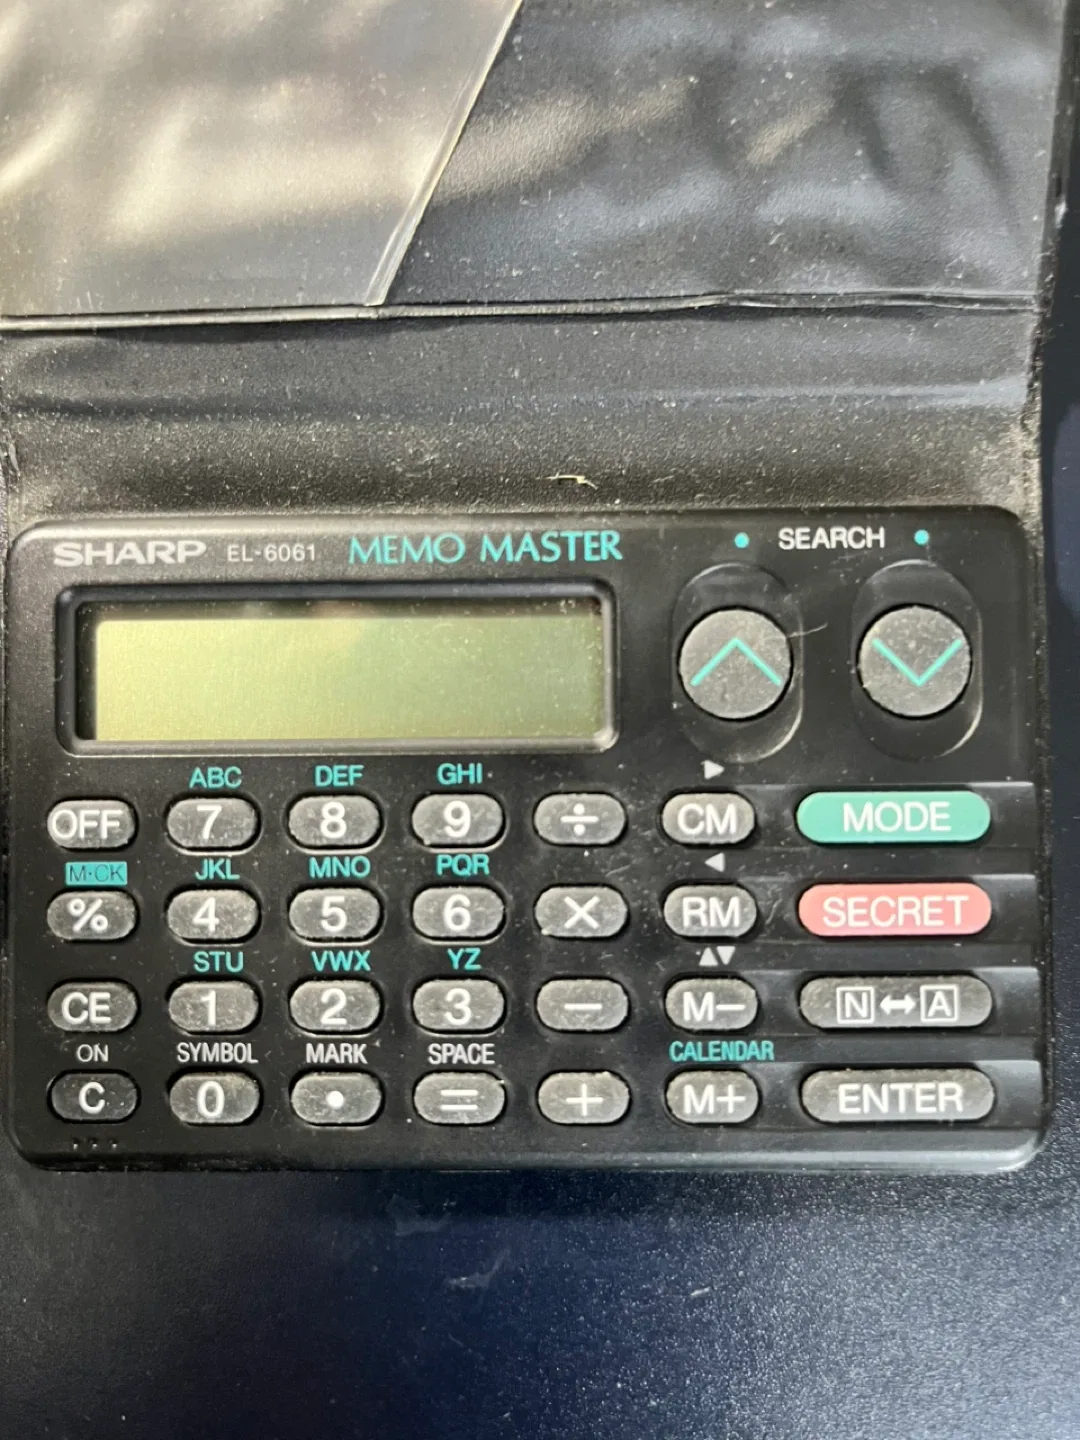 SHARP EL-6061 MEMO MASTER SEARCH
ABC DEF GHI
OFF 7 8 9 ÷ CM MODE
M·CK JKL MNO PQR
% 4 5 6 × RM SECRET
STU VWX YZ
CE 1 2 3 − M− N↔A
ON SYMBOL MARK SPACE CALENDAR
C 0 • = + M+ ENTER